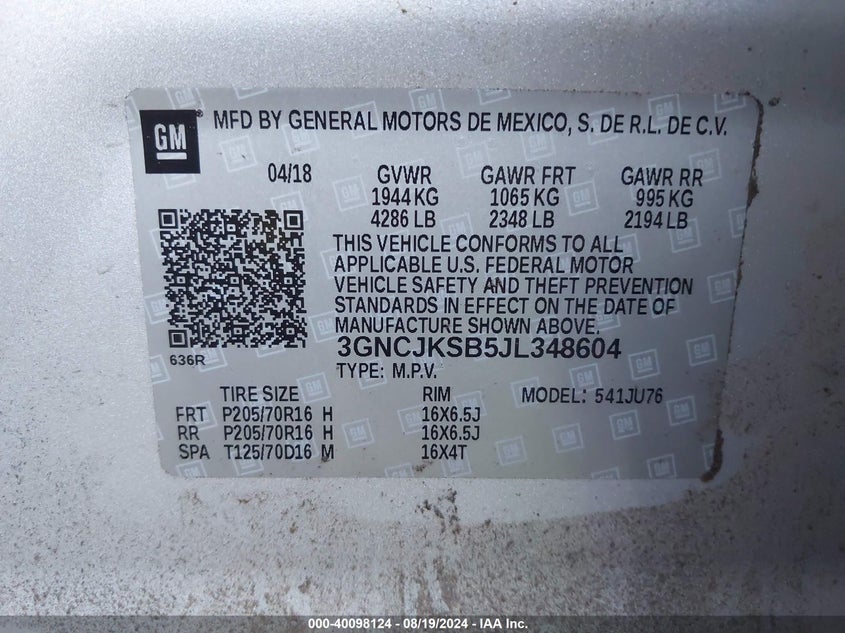 GM MFD BY GENERAL MOTORS DE MEXICO, S. DE R.L. DE C.V.
04/18 GVWR GAWR FRT GAWR RR
1944 KG 1065 KG 995 KG
4286 LB 2348 LB 2194 LB
THIS VEHICLE CONFORMS TO ALL
APPLICABLE U.S. FEDERAL MOTOR
VEHICLE SAFETY AND THEFT PREVENTION
STANDARDS IN EFFECT ON THE DATE OF
MANUFACTURE SHOWN ABOVE.
636R 3GNCJKSB5JL348604
TYPE: M.P.V.
TIRE SIZE RIM MODEL: 541JU76
FRT P205/70R16 H 16X6.5J
RR P205/70R16 H 16X6.5J
SPA T125/70D16 M 16X4T
000-40098124 - 08/19/2024 - IAA Inc.